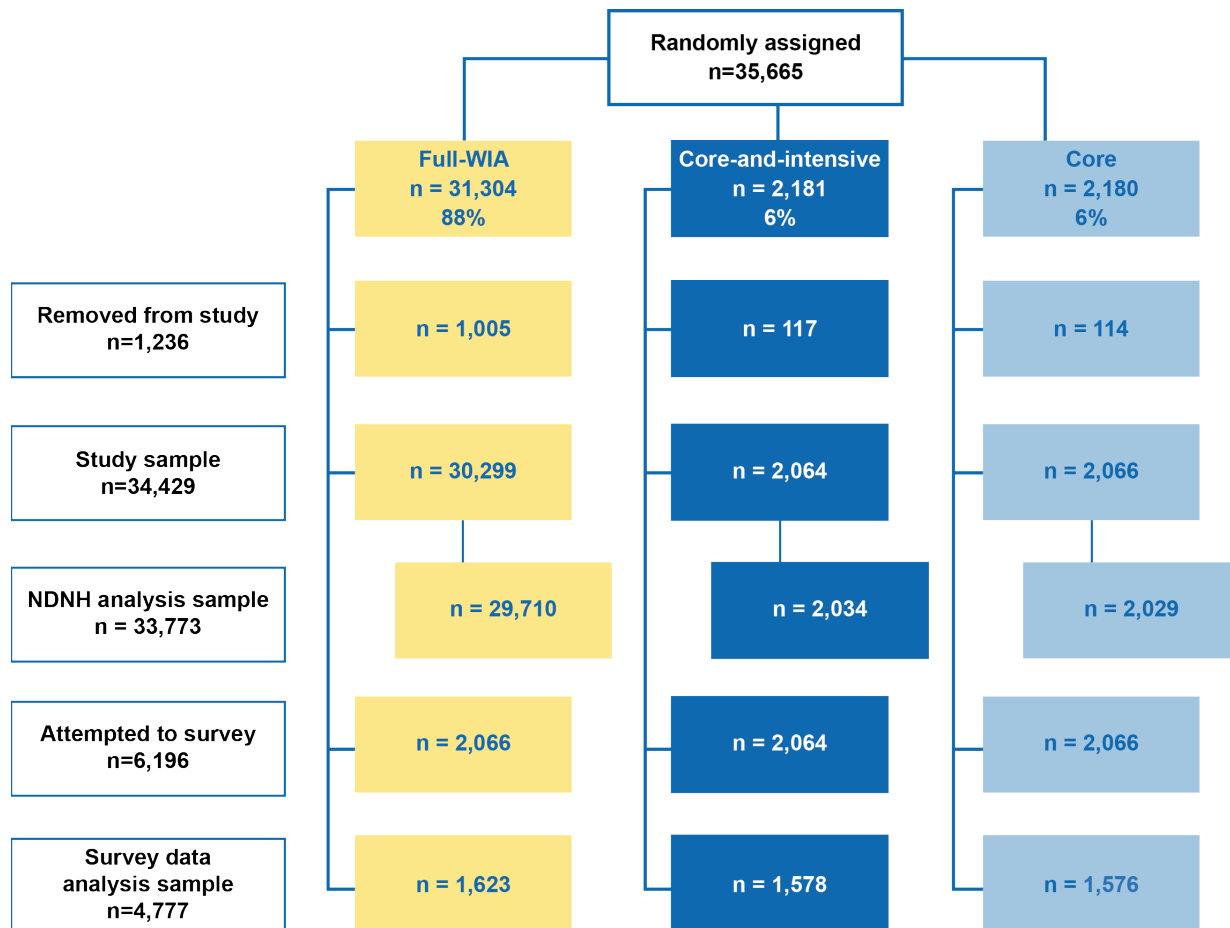 Randomly assigned
n=35,665
Full-WIA
n = 31,304
88%
Core-and-intensive
n = 2,181
6%
Core
n = 2,180
6%
Removed from study
n=1,236
n = 1,005
n = 117
n = 114
Study sample
n=34,429
n = 30,299
n = 2,064
n = 2,066
NDNH analysis sample
n = 33,773
n = 29,710
n = 2,034
n = 2,029
Attempted to survey
n=6,196
n = 2,066
n = 2,064
n = 2,066
Survey data
analysis sample
n=4,777
n = 1,623
n = 1,578
n = 1,576